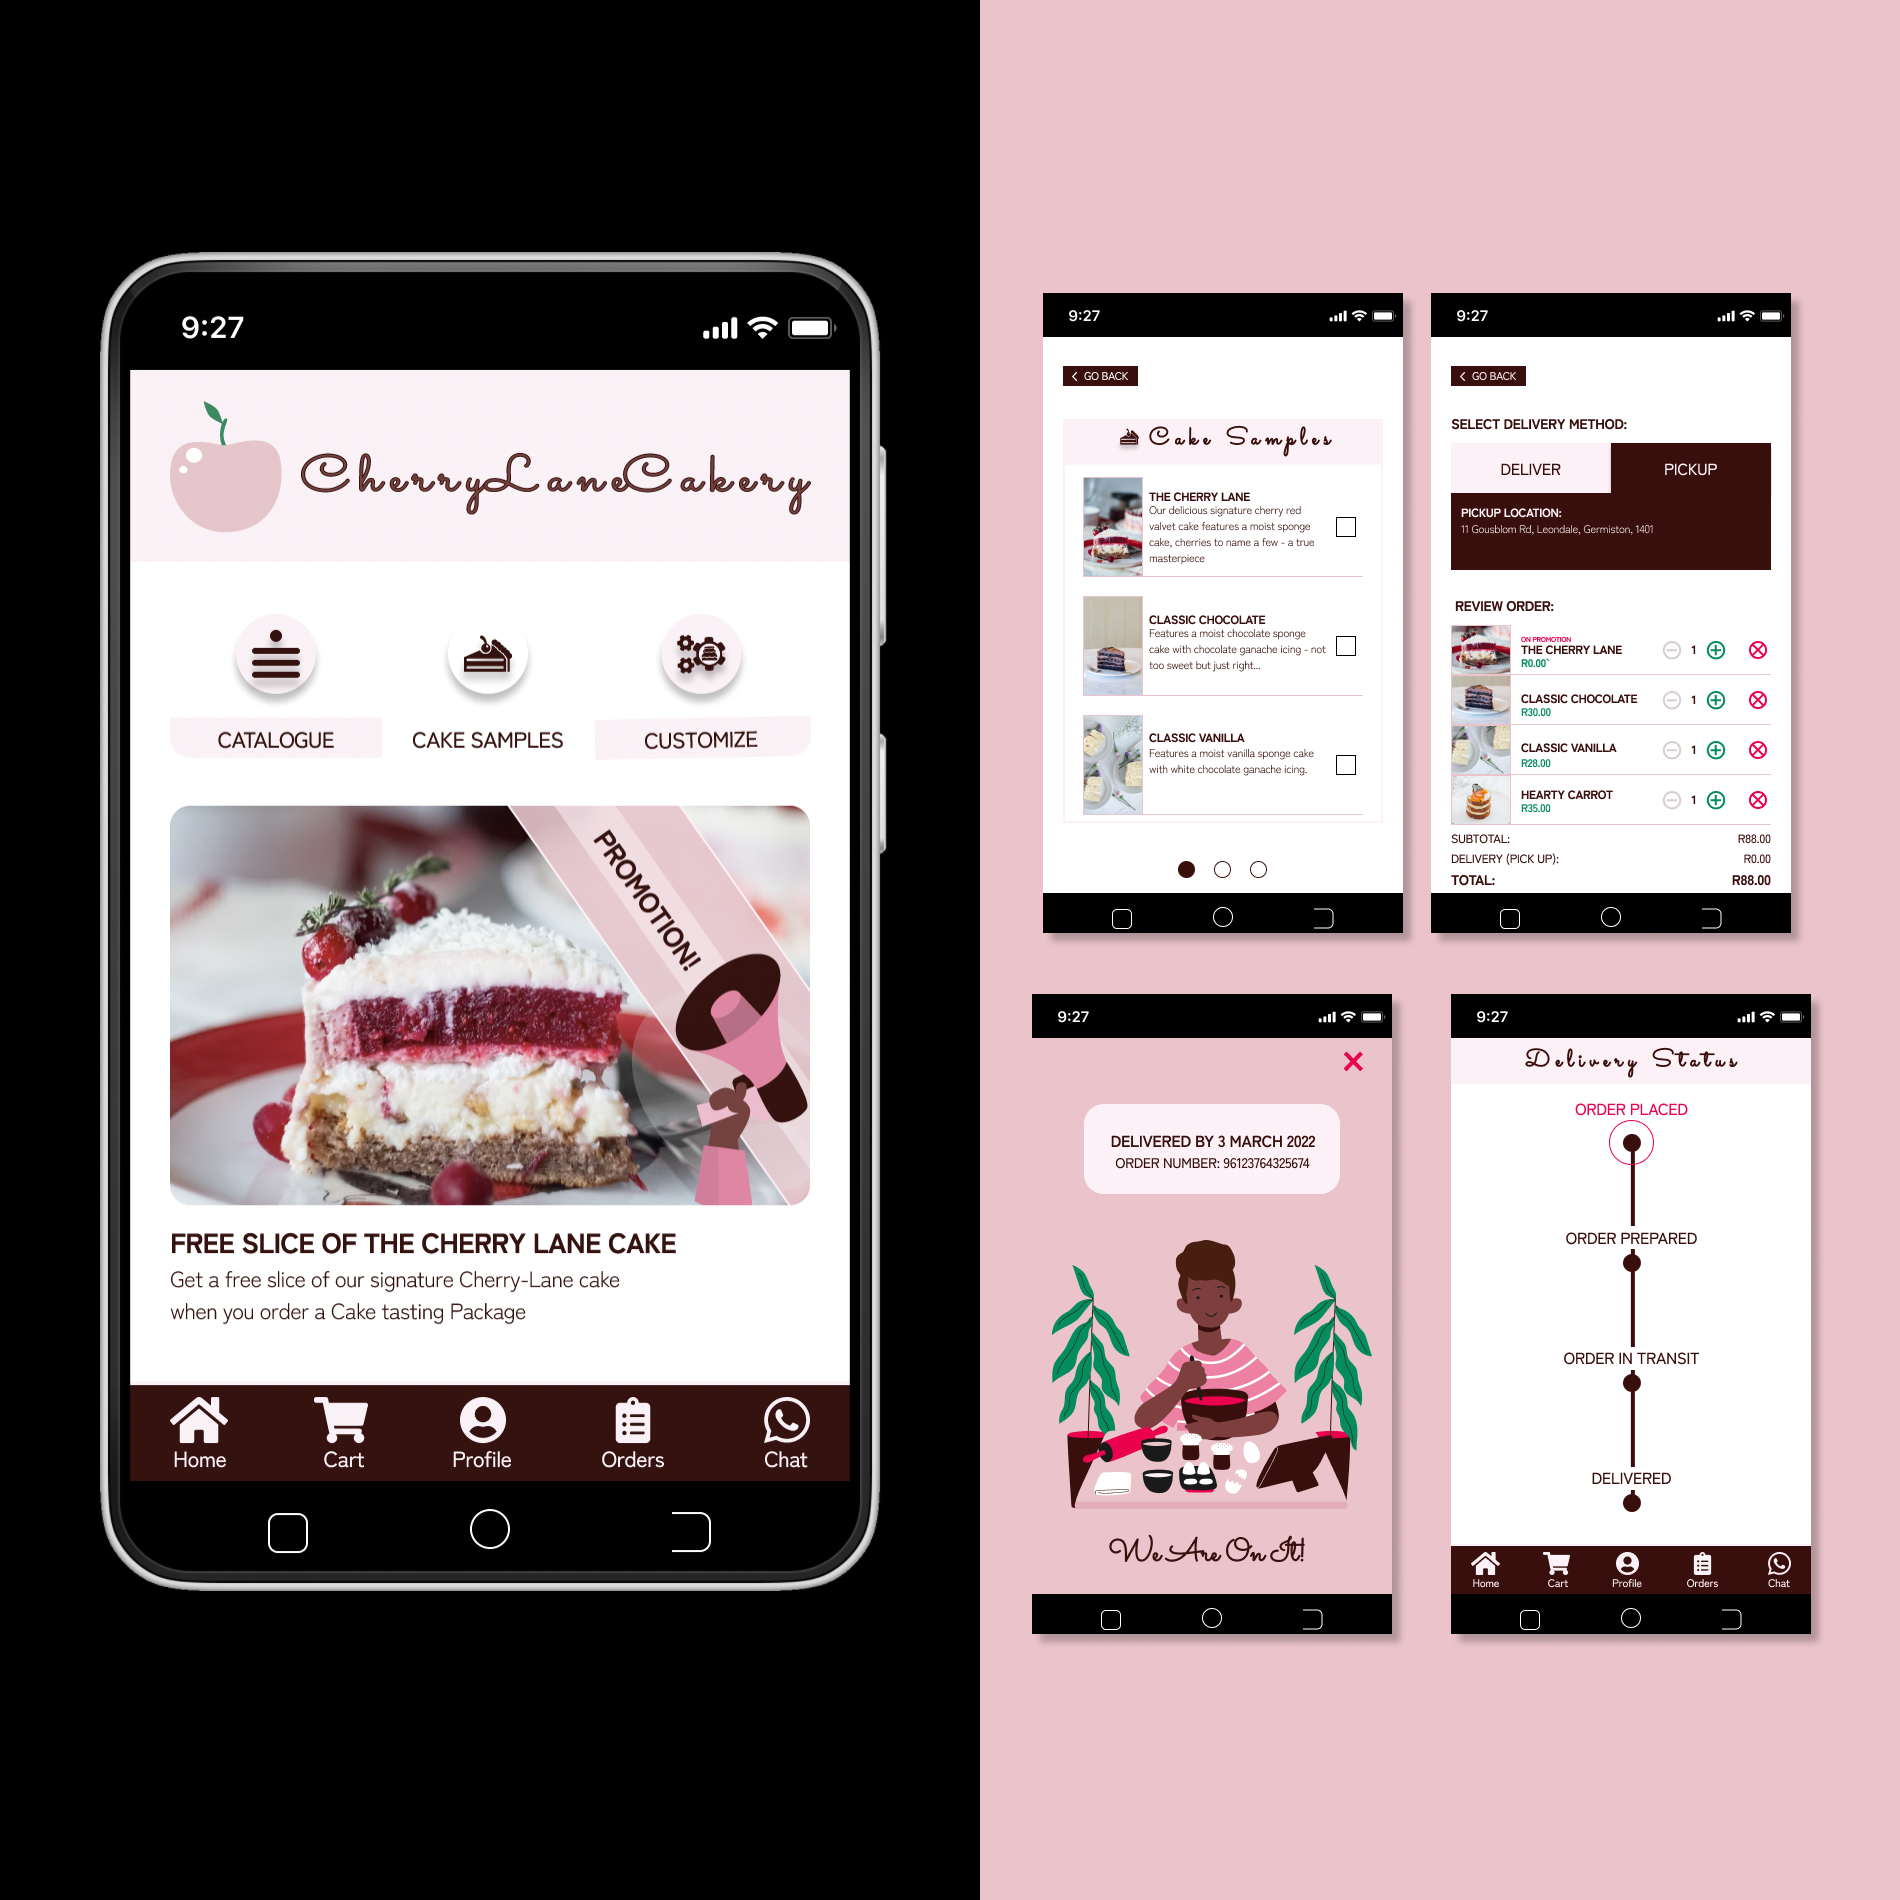 9:27
CherryLaneCakery
CATALOGUE
CAKE SAMPLES
CUSTOMIZE
PROMOTION!
FREE SLICE OF THE CHERRY LANE CAKE
Get a free slice of our signature Cherry-Lane cake
when you order a Cake tasting Package
Home
Cart
Profile
Orders
Chat
9:27
GO BACK
Cake Samples
THE CHERRY LANE
Our delicious signature cherry red
valvet cake features a moist sponge
cake, cherries to name a few - a true
masterpiece
CLASSIC CHOCOLATE
Features a moist chocolate sponge
cake with chocolate ganache icing - not
too sweet but just right...
CLASSIC VANILLA
Features a moist vanilla sponge cake
with white chocolate ganache icing.
9:27
GO BACK
SELECT DELIVERY METHOD:
DELIVER
PICKUP
PICKUP LOCATION:
11 Gousblom Rd, Leondale, Germiston, 1401
REVIEW ORDER:
ON PROMOTION
THE CHERRY LANE
R0.00`
1
CLASSIC CHOCOLATE
R30.00
1
CLASSIC VANILLA
R28.00
1
HEARTY CARROT
R35.00
1
SUBTOTAL: R88.00
DELIVERY (PICK UP): R0.00
TOTAL: R88.00
9:27
DELIVERED BY 3 MARCH 2022
ORDER NUMBER: 96123764325674
We Are On It!
9:27
Delivery Status
ORDER PLACED
ORDER PREPARED
ORDER IN TRANSIT
DELIVERED
Home
Cart
Profile
Orders
Chat